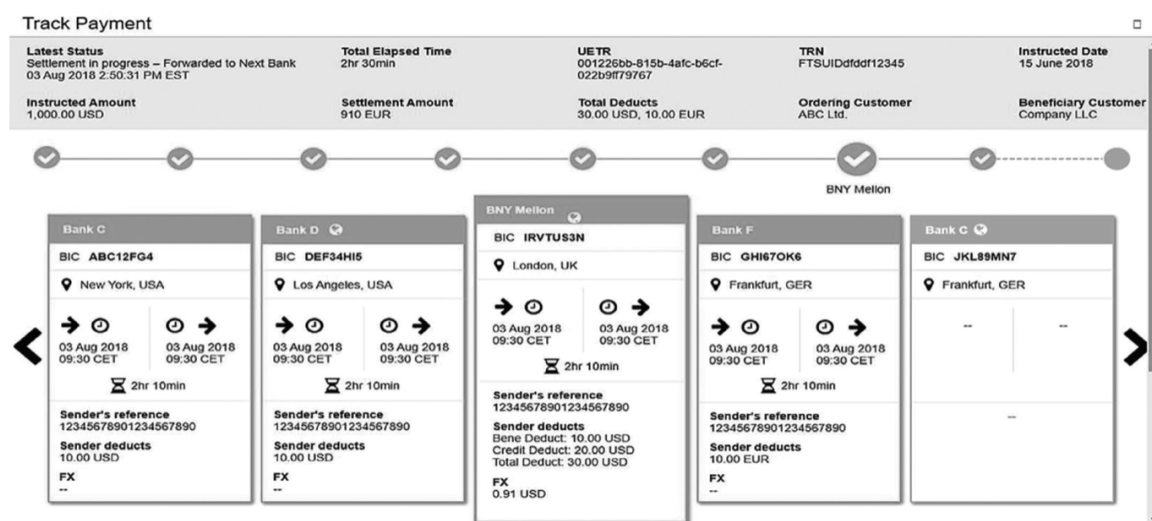 Track Payment
Latest Status
Settlement in progress – Forwarded to Next Bank
03 Aug 2018 2:50:31 PM EST
Total Elapsed Time
2hr 30min
UETR
001226bb-815b-4afc-b6cf-
022b9ff79767
TRN
FTSUIDdfddf12345
Instructed Date
15 June 2018
Instructed Amount
1,000.00 USD
Settlement Amount
910 EUR
Total Deducts
30.00 USD, 10.00 EUR
Ordering Customer
ABC Ltd.
Beneficiary Customer
Company LLC
BNY Mellon
Bank C
BIC ABC12FG4
New York, USA
03 Aug 2018 03 Aug 2018
09:30 CET 09:30 CET
2hr 10min
Sender's reference
12345678901234567890
Sender deducts
10.00 USD
FX
--
Bank D
BIC DEF34HI5
Los Angeles, USA
03 Aug 2018 03 Aug 2018
09:30 CET 09:30 CET
2hr 10min
Sender's reference
12345678901234567890
Sender deducts
10.00 USD
FX
--
BNY Mellon
BIC IRVTUS3N
London, UK
03 Aug 2018 03 Aug 2018
09:30 CET 09:30 CET
2hr 10min
Sender's reference
12345678901234567890
Sender deducts
Bene Deduct: 10.00 USD
Credit Deduct: 20.00 USD
Total Deduct: 30.00 USD
FX
0.91 USD
Bank F
BIC GHI67OK6
Frankfurt, GER
03 Aug 2018 03 Aug 2018
09:30 CET 09:30 CET
2hr 10min
Sender's reference
12345678901234567890
Sender deducts
10.00 EUR
FX
--
Bank G
BIC JKL89MN7
Frankfurt, GER
-- --
--